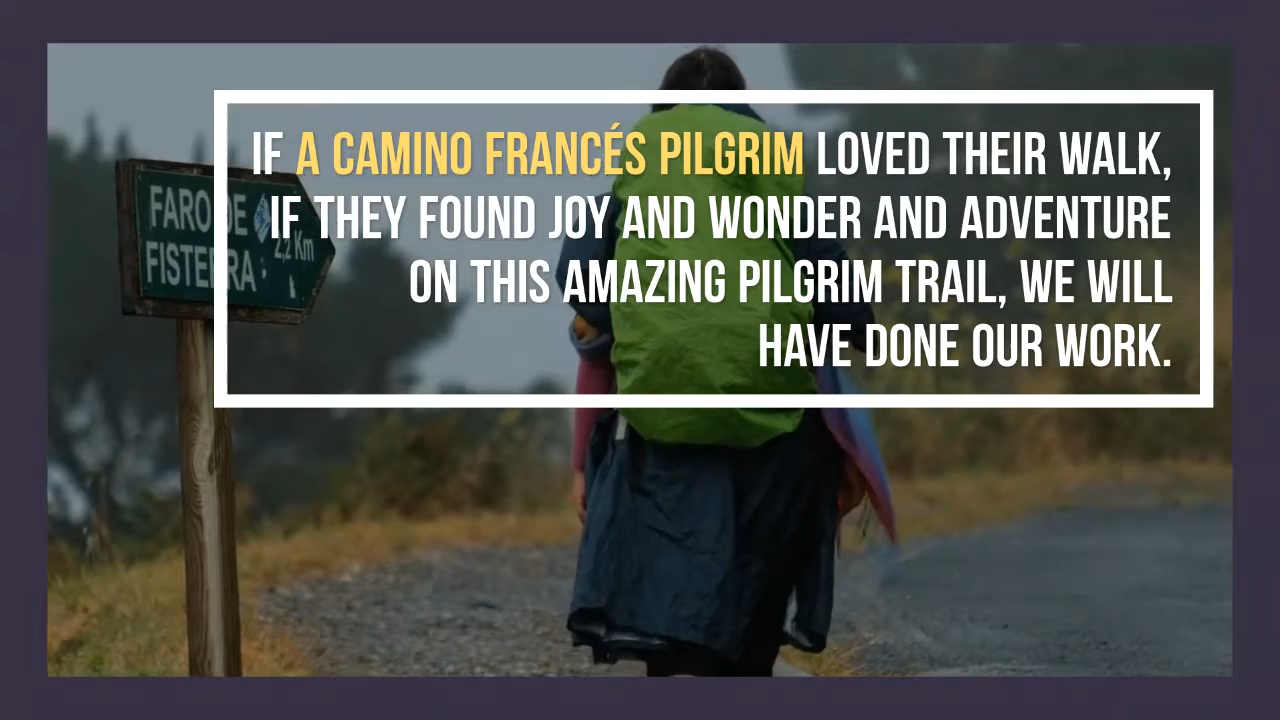 IF A CAMINO FRANCÉS PILGRIM LOVED THEIR WALK,
IF THEY FOUND JOY AND WONDER AND ADVENTURE
ON THIS AMAZING PILGRIM TRAIL, WE WILL
HAVE DONE OUR WORK.
FARO DE
FISTERRA
2,2 Km